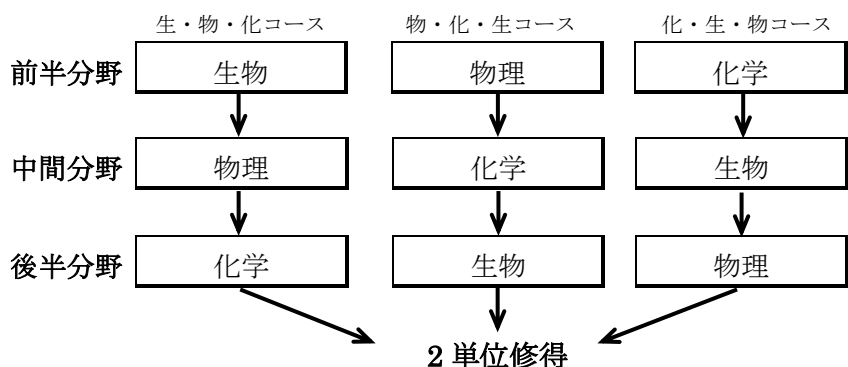 生・物・化コース 物・化・生コース 化・生・物コース
前半分野 生物 物理 化学
中間分野 物理 化学 生物
後半分野 化学 生物 物理
2 単位修得